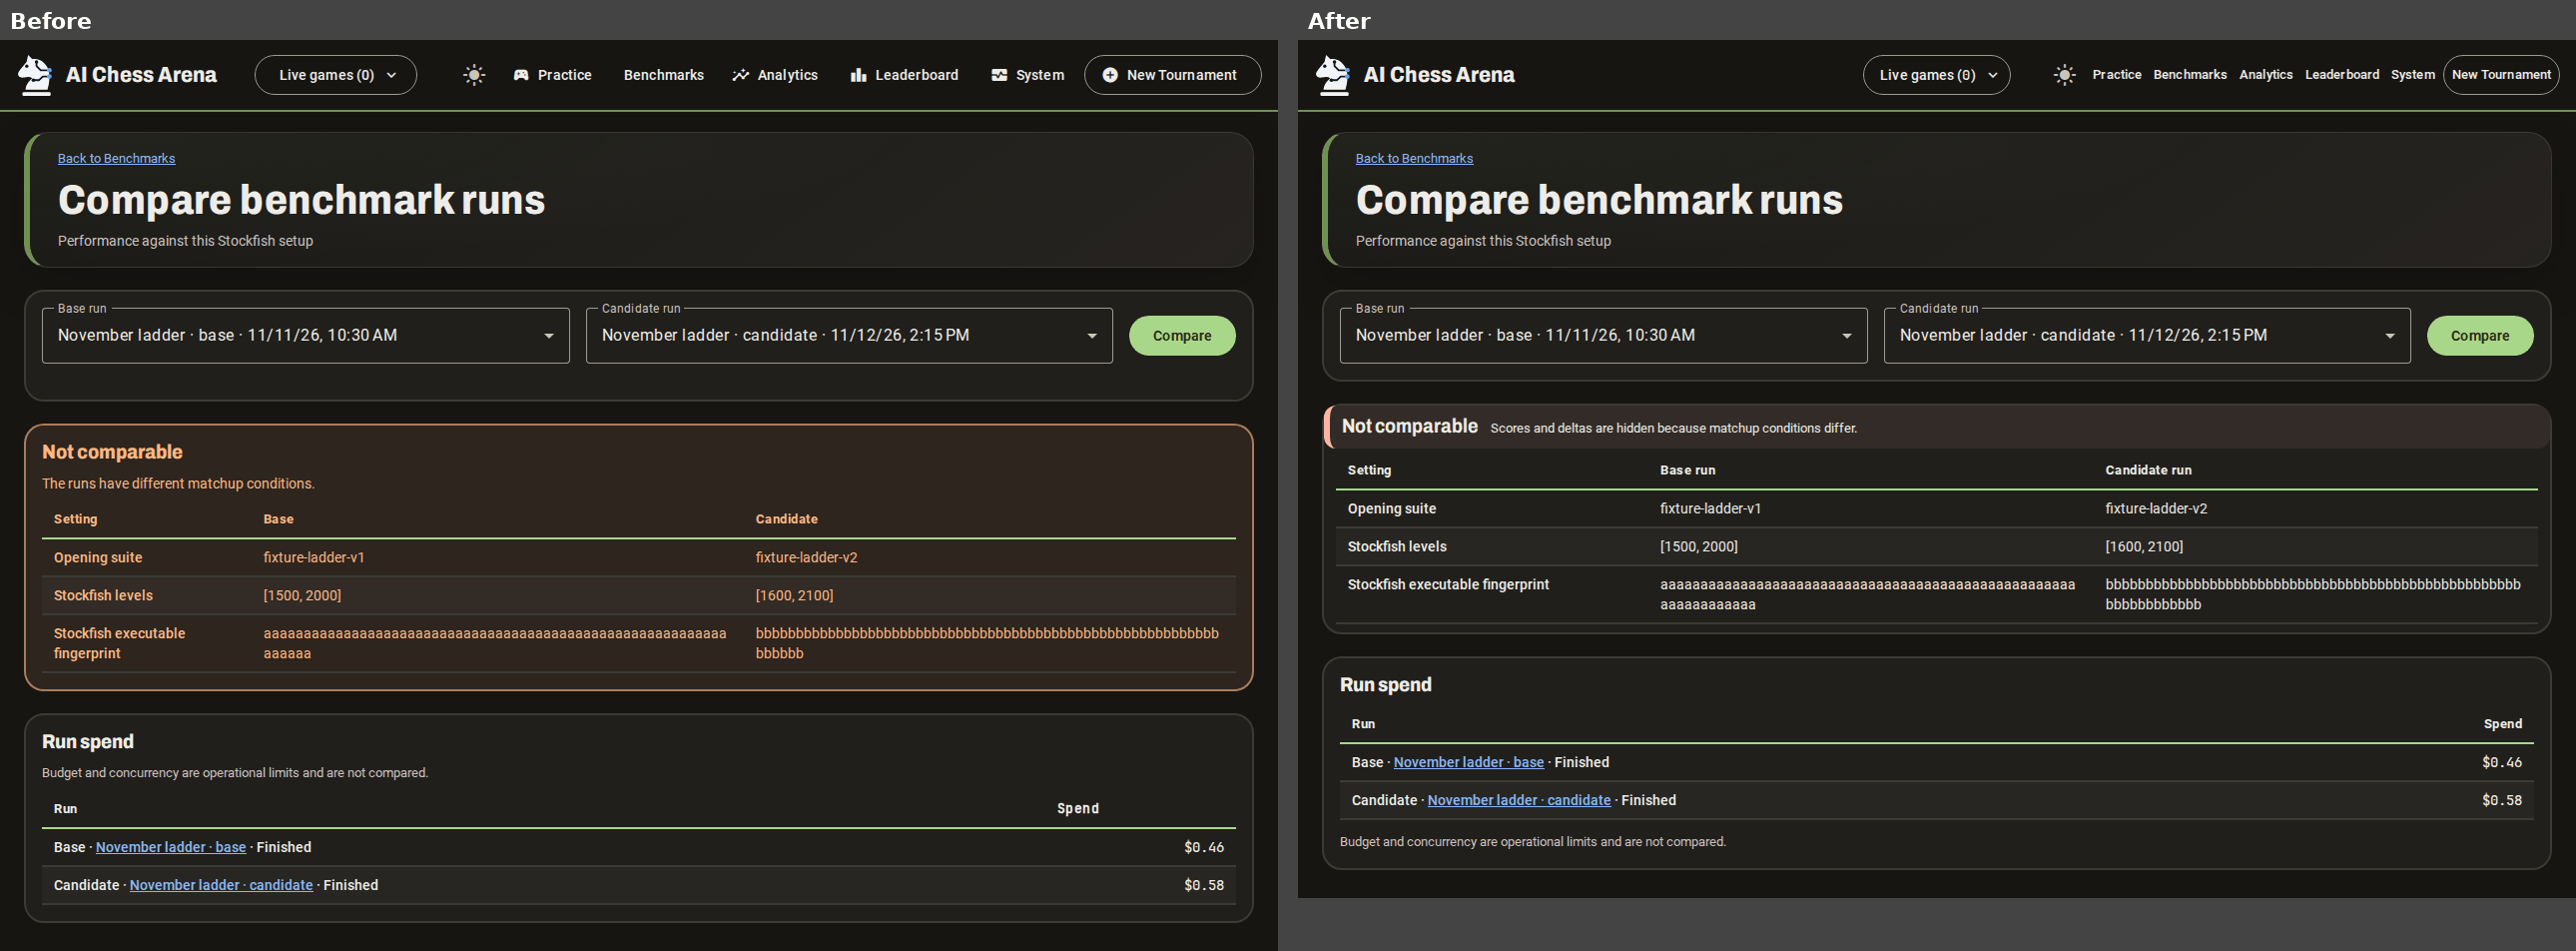 Before
AI Chess Arena
Live games (0)
Practice
Benchmarks
Analytics
Leaderboard
System
New Tournament
Back to Benchmarks
Compare benchmark runs
Performance against this Stockfish setup
Base run
November ladder · base · 11/11/26, 10:30 AM
Candidate run
November ladder · candidate · 11/12/26, 2:15 PM
Compare
Not comparable
The runs have different matchup conditions.
Setting Base Candidate
Opening suite fixture-ladder-v1 fixture-ladder-v2
Stockfish levels [1500, 2000] [1600, 2100]
Stockfish executable aaaaaaaaaaaaaaaaaaaaaaaaaaaaaaaaaaaaaaaaaaaaaaaaaaaaaaaaaa bbbbbbbbbbbbbbbbbbbbbbbbbbbbbbbbbbbbbbbbbbbbbbbbbbbbbbbbbb
fingerprint aaaaaa bbbbbb
Run spend
Budget and concurrency are operational limits and are not compared.
Run Spend
Base · November ladder · base · Finished $0.46
Candidate · November ladder · candidate · Finished $0.58
After
AI Chess Arena
Live games (0)
Practice
Benchmarks
Analytics
Leaderboard
System
New Tournament
Back to Benchmarks
Compare benchmark runs
Performance against this Stockfish setup
Base run
November ladder · base · 11/11/26, 10:30 AM
Candidate run
November ladder · candidate · 11/12/26, 2:15 PM
Compare
Not comparable Scores and deltas are hidden because matchup conditions differ.
Setting Base run Candidate run
Opening suite fixture-ladder-v1 fixture-ladder-v2
Stockfish levels [1500, 2000] [1600, 2100]
Stockfish executable fingerprint aaaaaaaaaaaaaaaaaaaaaaaaaaaaaaaaaaaaaaaaaaaaaaaaaaaa bbbbbbbbbbbbbbbbbbbbbbbbbbbbbbbbbbbbbbbbbbbbbbbbbbbb
aaaaaaaaaaaa bbbbbbbbbbbb
Run spend
Run Spend
Base · November ladder · base · Finished $0.46
Candidate · November ladder · candidate · Finished $0.58
Budget and concurrency are operational limits and are not compared.